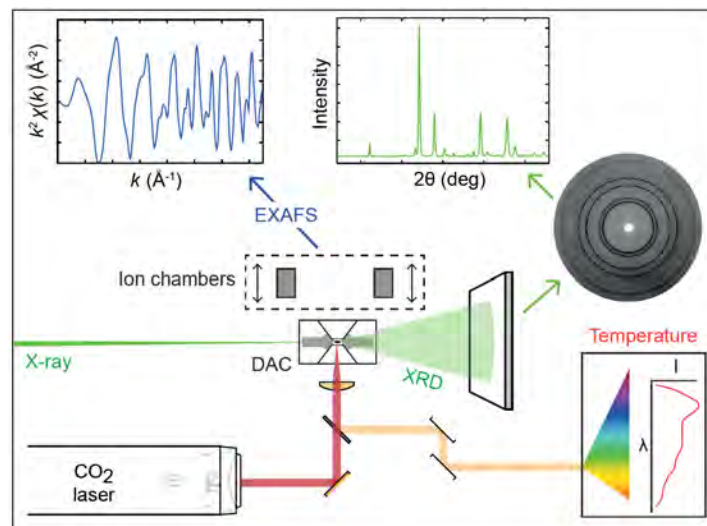 k² χ(k) (Å⁻²)
k (Å⁻¹)
Intensity
2θ (deg)
EXAFS
Ion chambers
X-ray
DAC
XRD
Temperature
I
λ
CO₂
laser